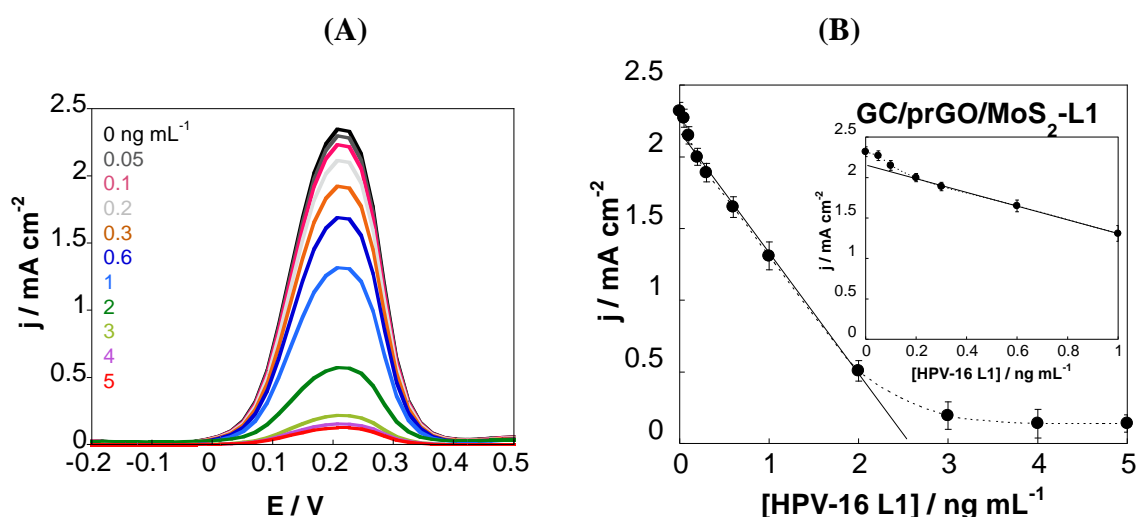 (A)
2.5
2
1.5
1
0.5
0
j / mA cm⁻²
0 ng mL⁻¹
0.05
0.1
0.2
0.3
0.6
1
2
3
4
5
-0.2 -0.1 0 0.1 0.2 0.3 0.4 0.5
E / V
(B)
2.5
2
1.5
1
0.5
0
j / mA cm⁻²
GC/prGO/MoS₂-L1
2.5
2
1.5
1
0.5
0
j / mA cm⁻²
0 0.2 0.4 0.6 0.8 1
[HPV-16 L1] / ng mL⁻¹
0 1 2 3 4 5
[HPV-16 L1] / ng mL⁻¹